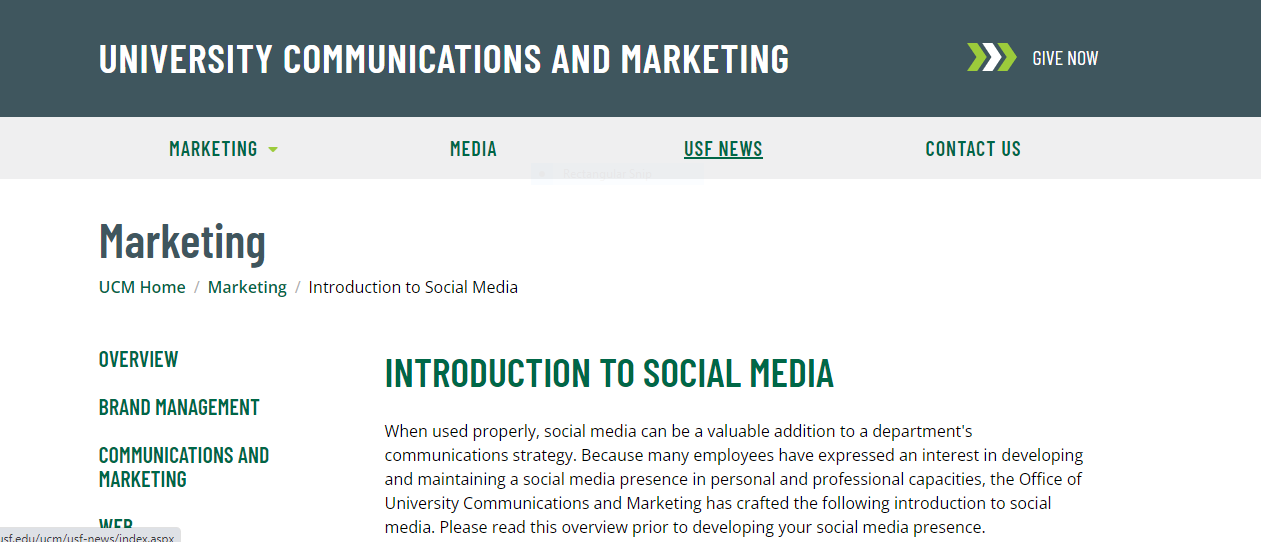 UNIVERSITY COMMUNICATIONS AND MARKETING
GIVE NOW
MARKETING
MEDIA
USF NEWS
CONTACT US
Rectangular Snip
Marketing
UCM Home / Marketing / Introduction to Social Media
OVERVIEW
BRAND MANAGEMENT
COMMUNICATIONS AND
MARKETING
WEB
usf.edu/ucm/usf-news/index.aspx
INTRODUCTION TO SOCIAL MEDIA
When used properly, social media can be a valuable addition to a department's
communications strategy. Because many employees have expressed an interest in developing
and maintaining a social media presence in personal and professional capacities, the Office of
University Communications and Marketing has crafted the following introduction to social
media. Please read this overview prior to developing your social media presence.